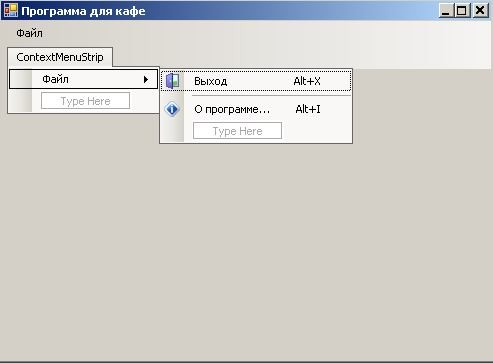 Программа для кафе
Файл
ContextMenuStrip
Файл
Выход Alt+X
Type Here
О программе... Alt+I
Type Here